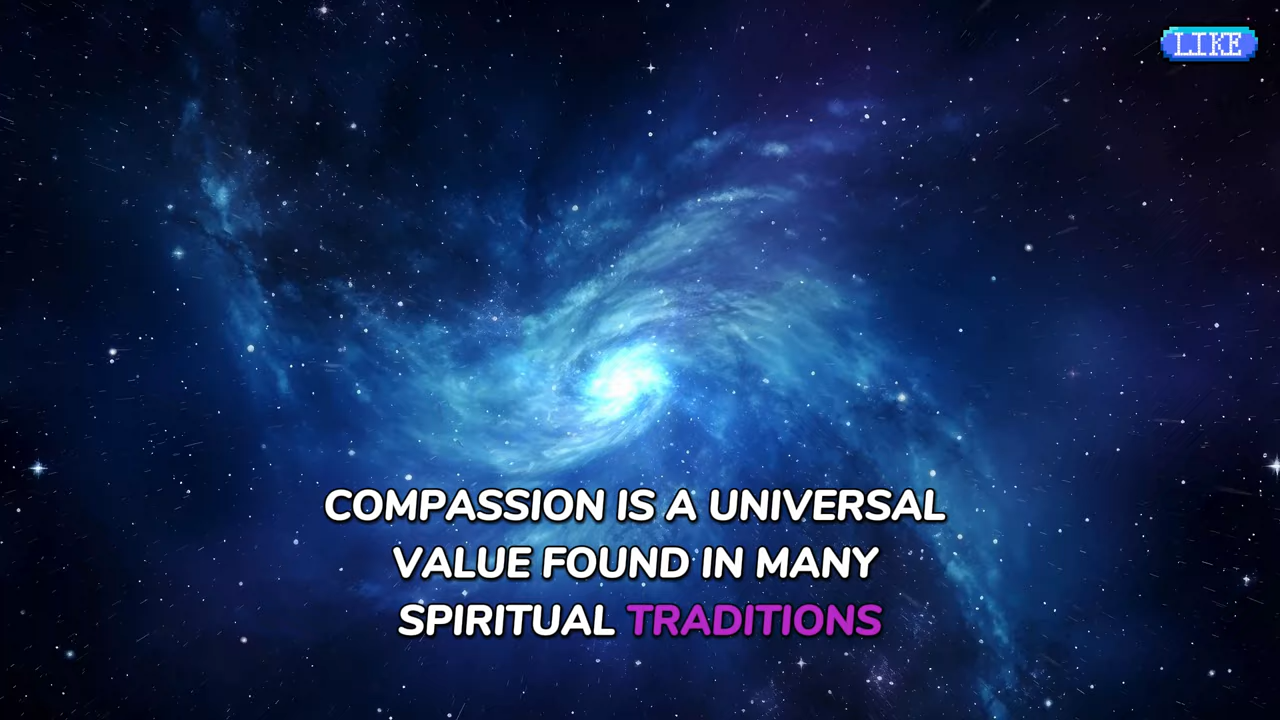 LIKE
COMPASSION IS A UNIVERSAL
VALUE FOUND IN MANY
SPIRITUAL TRADITIONS